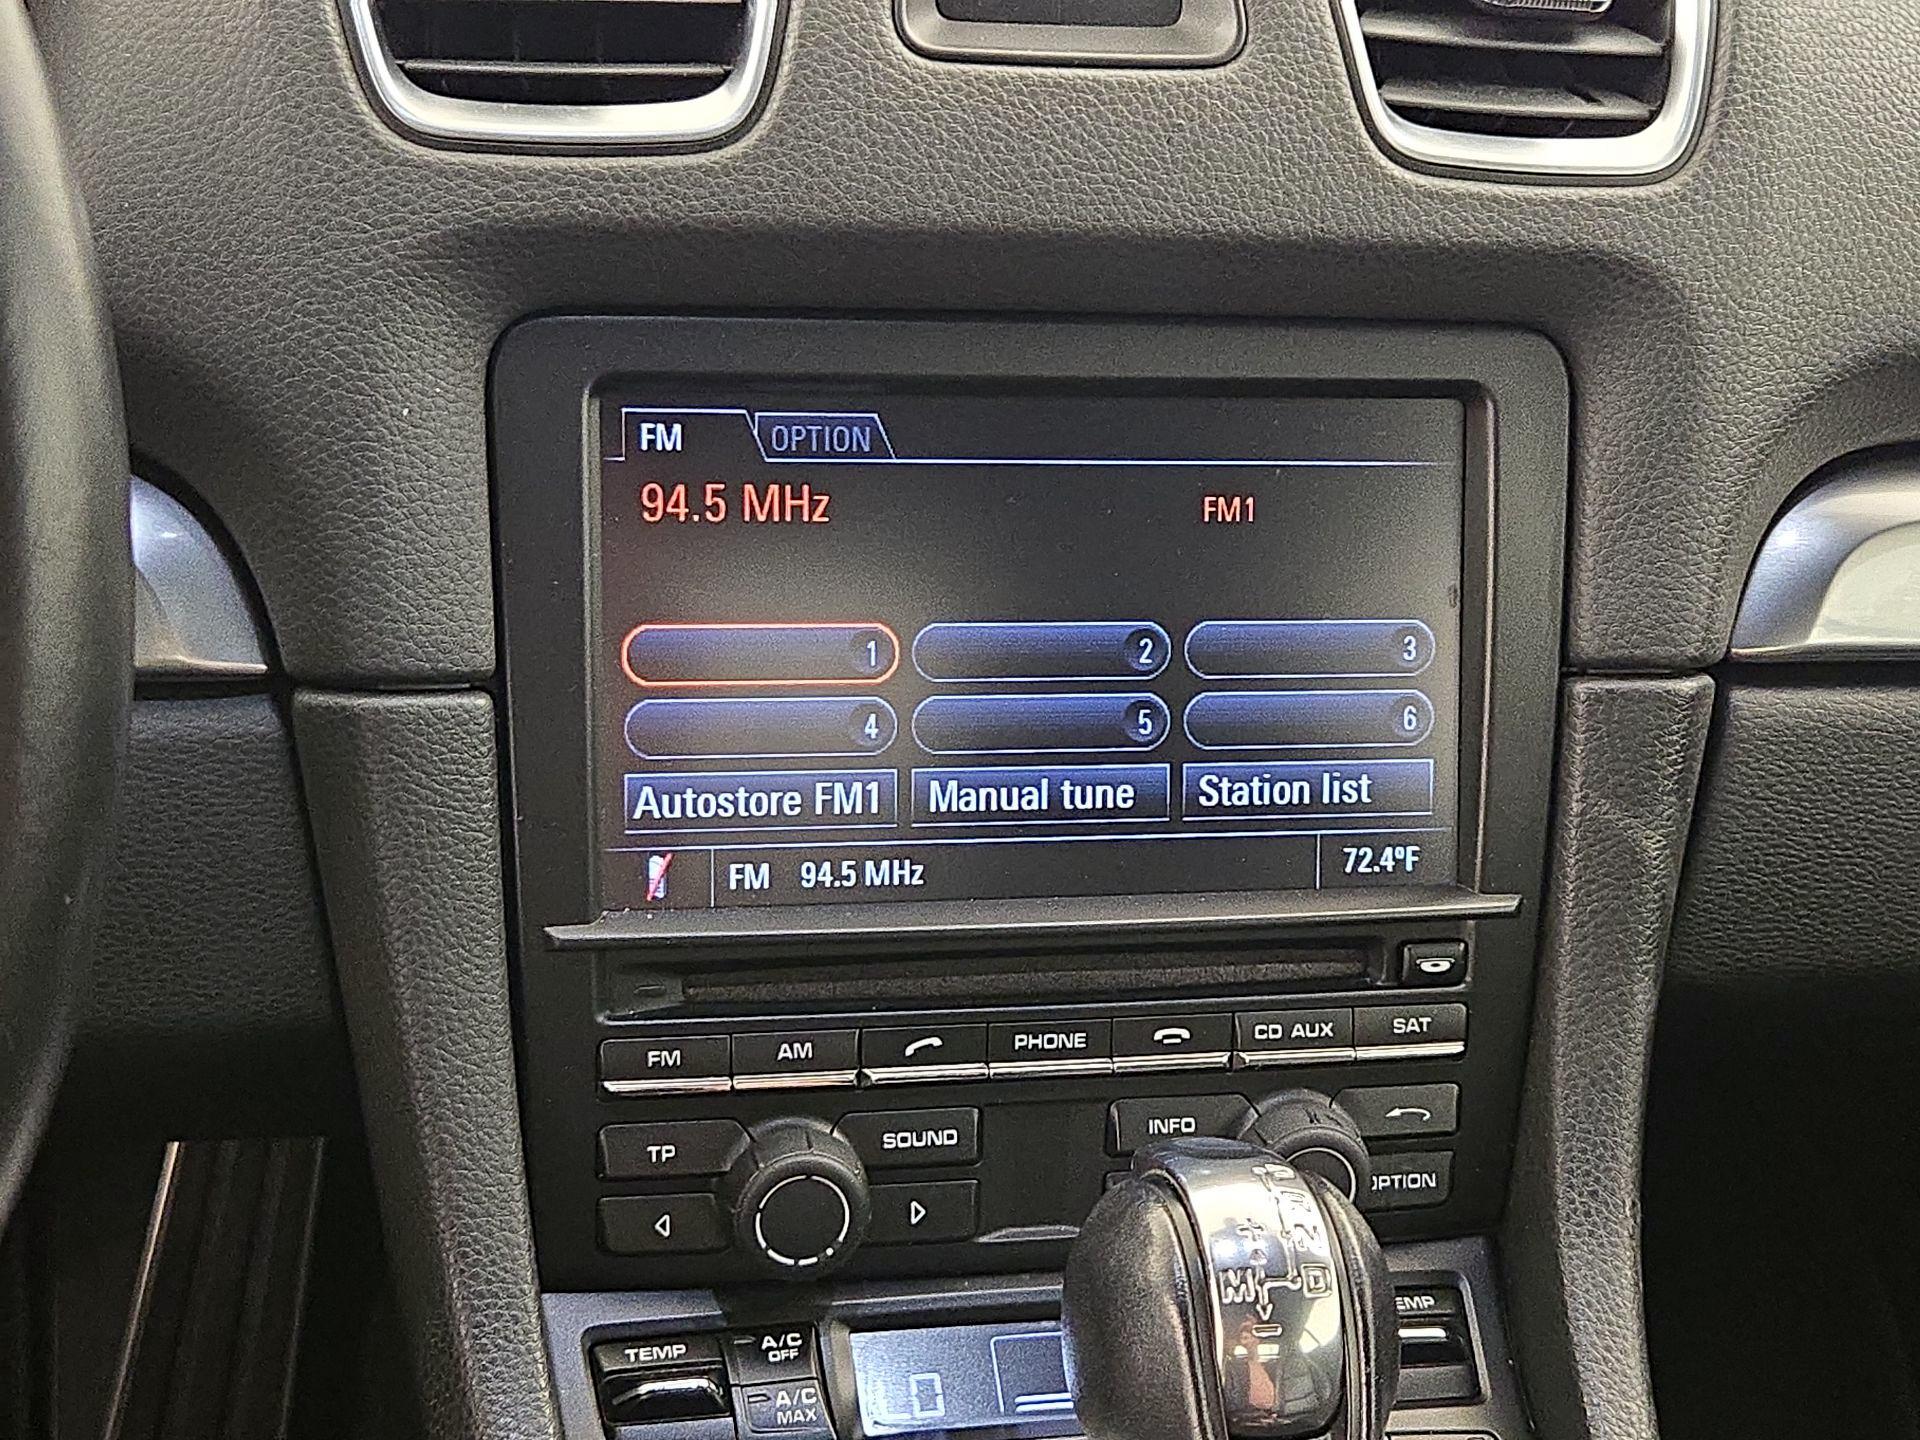 FM OPTION
94.5 MHz FM1
1 2 3
4 5 6
Autostore FM1 Manual tune Station list
FM 94.5 MHz 72.4°F
FM AM PHONE CD AUX SAT
TP SOUND INFO
OPTION
P
R
N
M D
+
-
TEMP A/C OFF
A/C MAX
LO